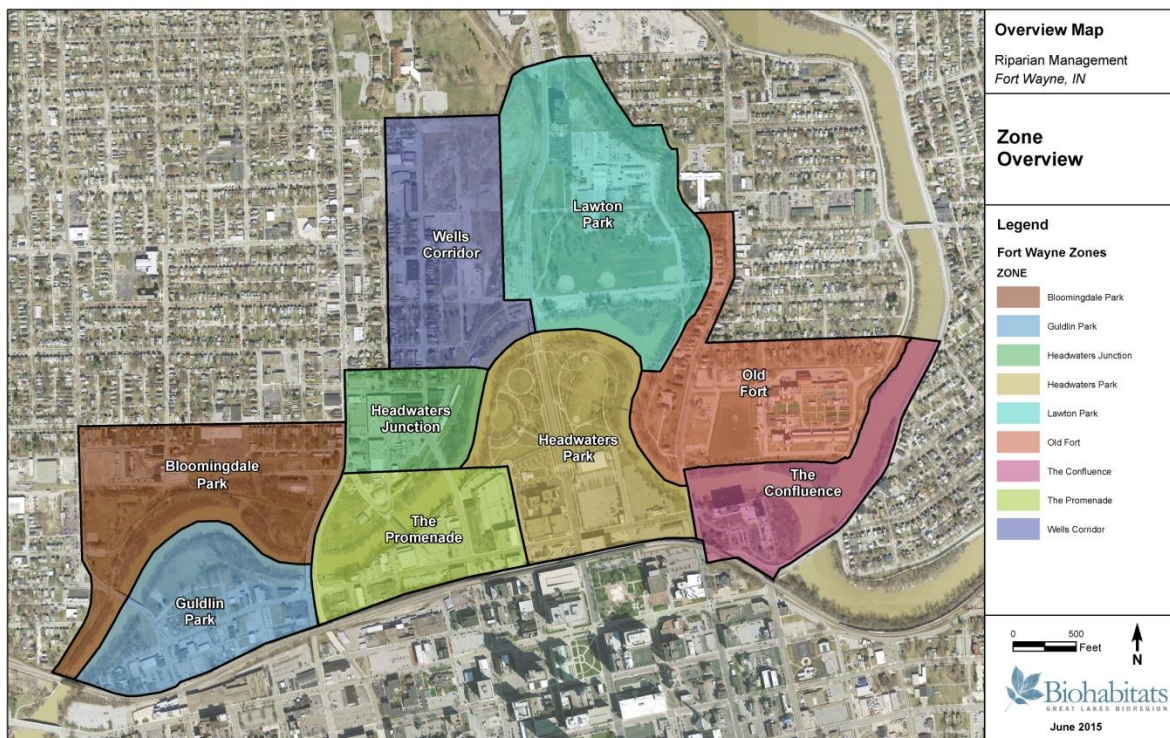 Lawton
Park
Wells
Corridor
Old
Fort
Headwaters
Junction
Headwaters
Park
Bloomingdale
Park
The
Confluence
The
Promenade
Guldlin
Park
Overview Map
Riparian Management
Fort Wayne, IN
Zone
Overview
Legend
Fort Wayne Zones
ZONE
Bloomingdale Park
Guldlin Park
Headwaters Junction
Headwaters Park
Lawton Park
Old Fort
The Confluence
The Promenade
Wells Corridor
0 500
Feet
N
Biohabitats
GREAT LAKES BIOREGION
June 2015